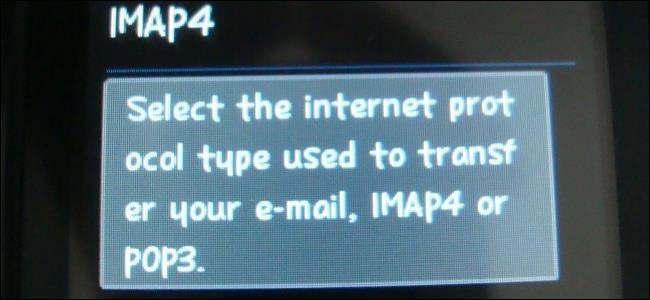 IMAP4
Select the internet prot
ocol type used to transf
er your e-mail, IMAP4 or
POP3.